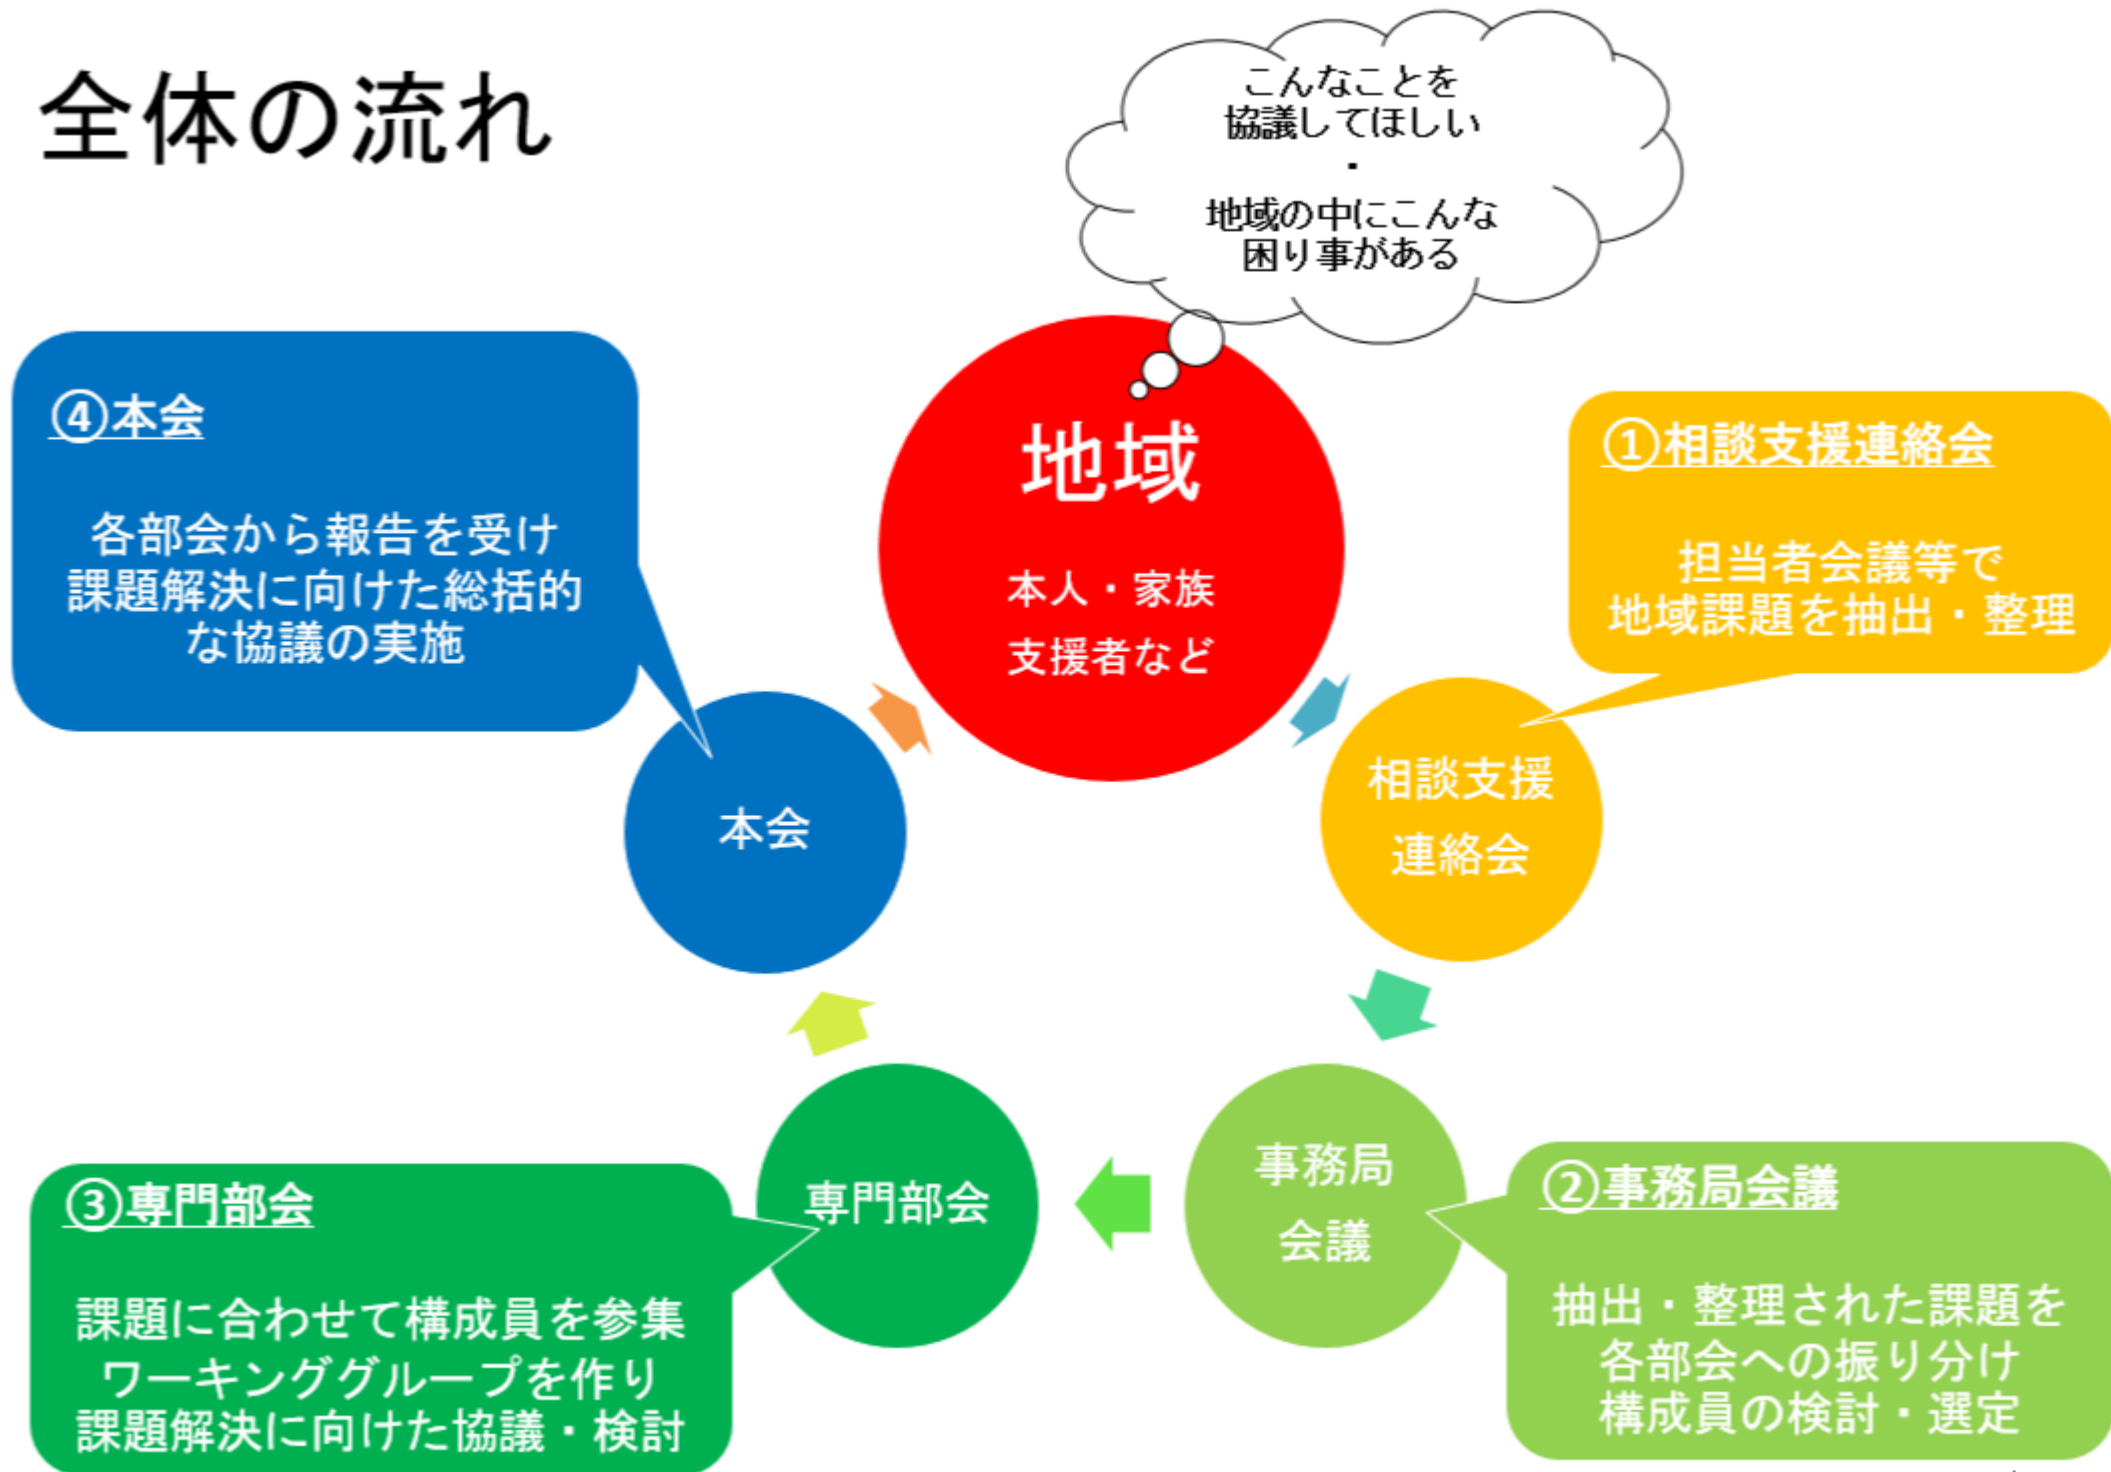 全体の流れ
こんなことを
協議してほしい
・
地域の中にこんな
困り事がある
地域
本人・家族
支援者など
①相談支援連絡会
担当者会議等で
地域課題を抽出・整理
相談支援
連絡会
②事務局会議
抽出・整理された課題を
各部会への振り分け
構成員の検討・選定
事務局
会議
③専門部会
課題に合わせて構成員を参集
ワーキンググループを作り
課題解決に向けた協議・検討
専門部会
④本会
各部会から報告を受け
課題解決に向けた総括的
な協議の実施
本会